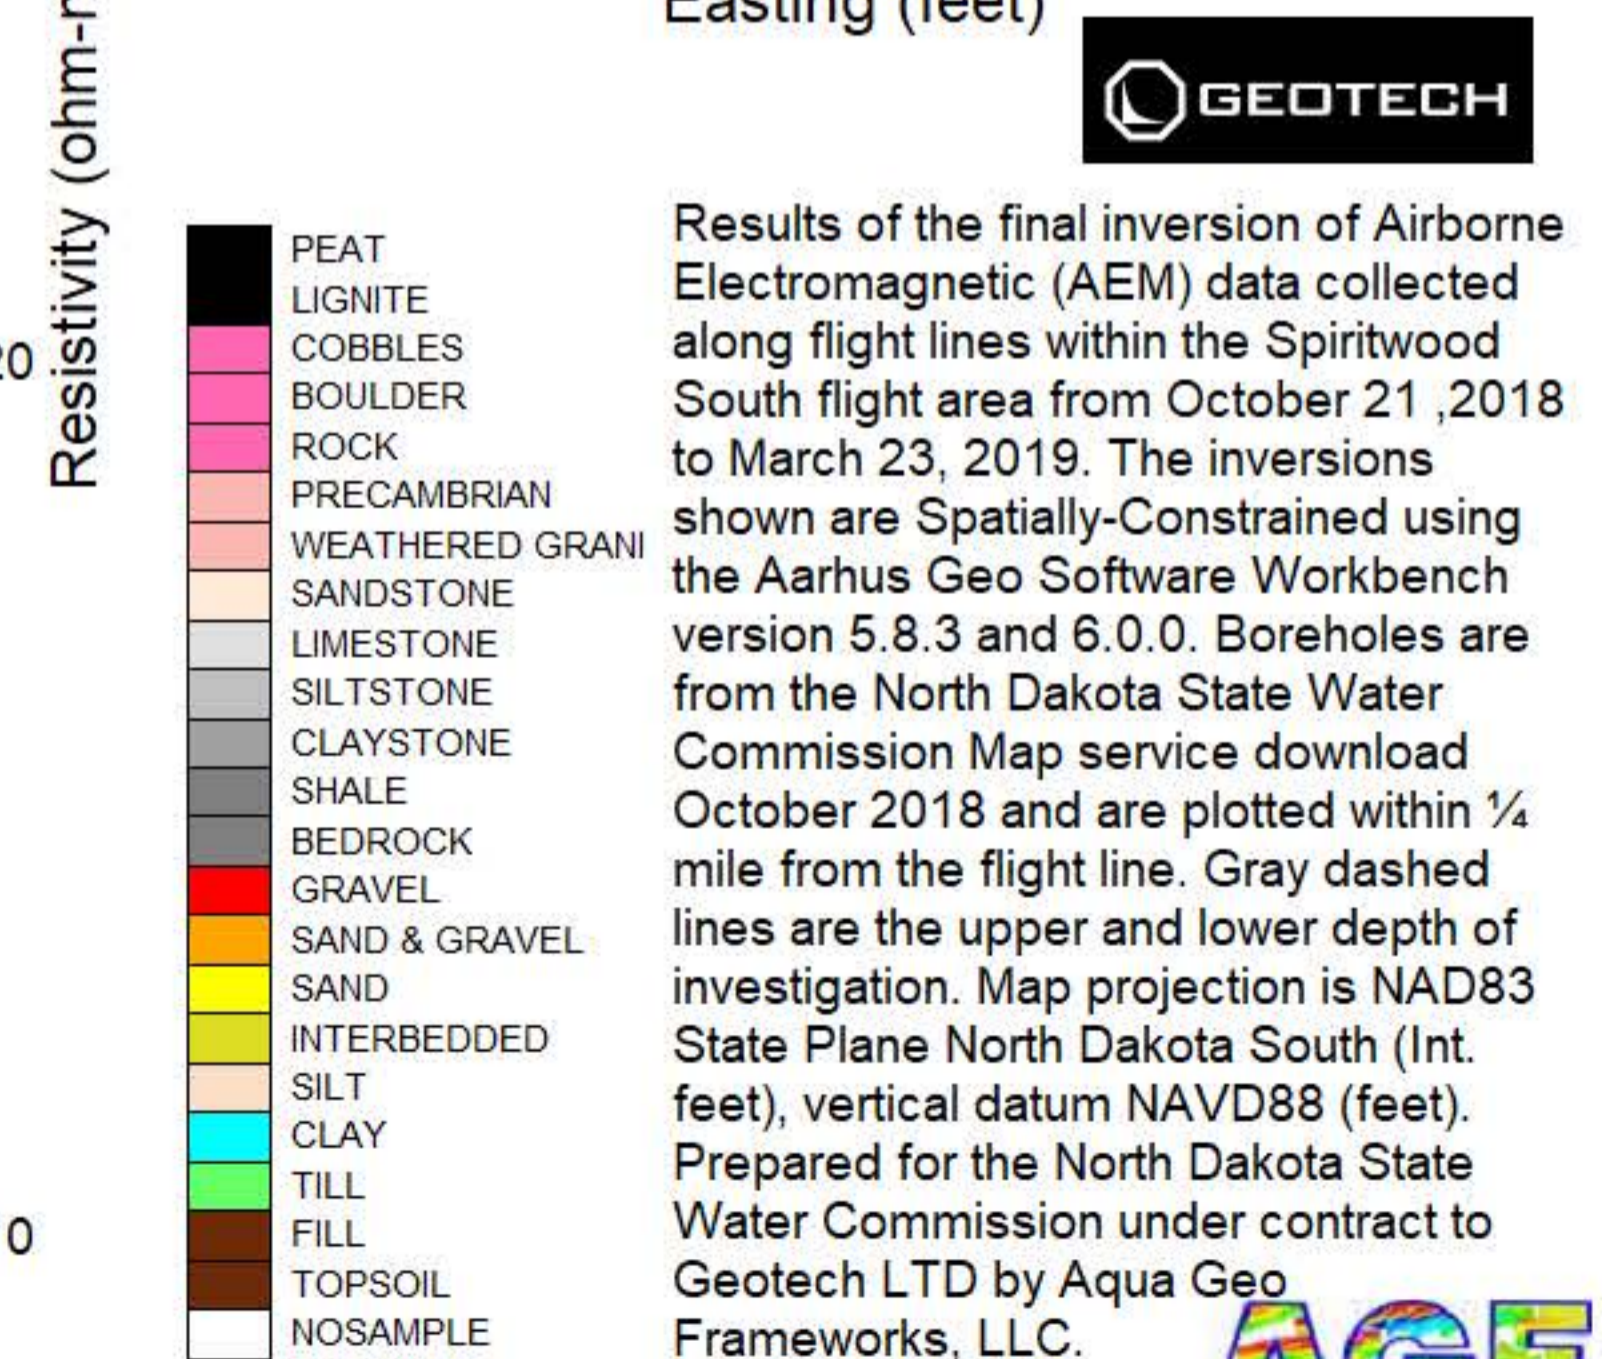 Easting (feet)
GEOTECH
Resistivity (ohm-
20
0
PEAT
LIGNITE
COBBLES
BOULDER
ROCK
PRECAMBRIAN
WEATHERED GRANI
SANDSTONE
LIMESTONE
SILTSTONE
CLAYSTONE
SHALE
BEDROCK
GRAVEL
SAND & GRAVEL
SAND
INTERBEDDED
SILT
CLAY
TILL
FILL
TOPSOIL
NOSAMPLE
Results of the final inversion of Airborne
Electromagnetic (AEM) data collected
along flight lines within the Spiritwood
South flight area from October 21 ,2018
to March 23, 2019. The inversions
shown are Spatially-Constrained using
the Aarhus Geo Software Workbench
version 5.8.3 and 6.0.0. Boreholes are
from the North Dakota State Water
Commission Map service download
October 2018 and are plotted within ¼
mile from the flight line. Gray dashed
lines are the upper and lower depth of
investigation. Map projection is NAD83
State Plane North Dakota South (Int.
feet), vertical datum NAVD88 (feet).
Prepared for the North Dakota State
Water Commission under contract to
Geotech LTD by Aqua Geo
Frameworks, LLC.
AGF